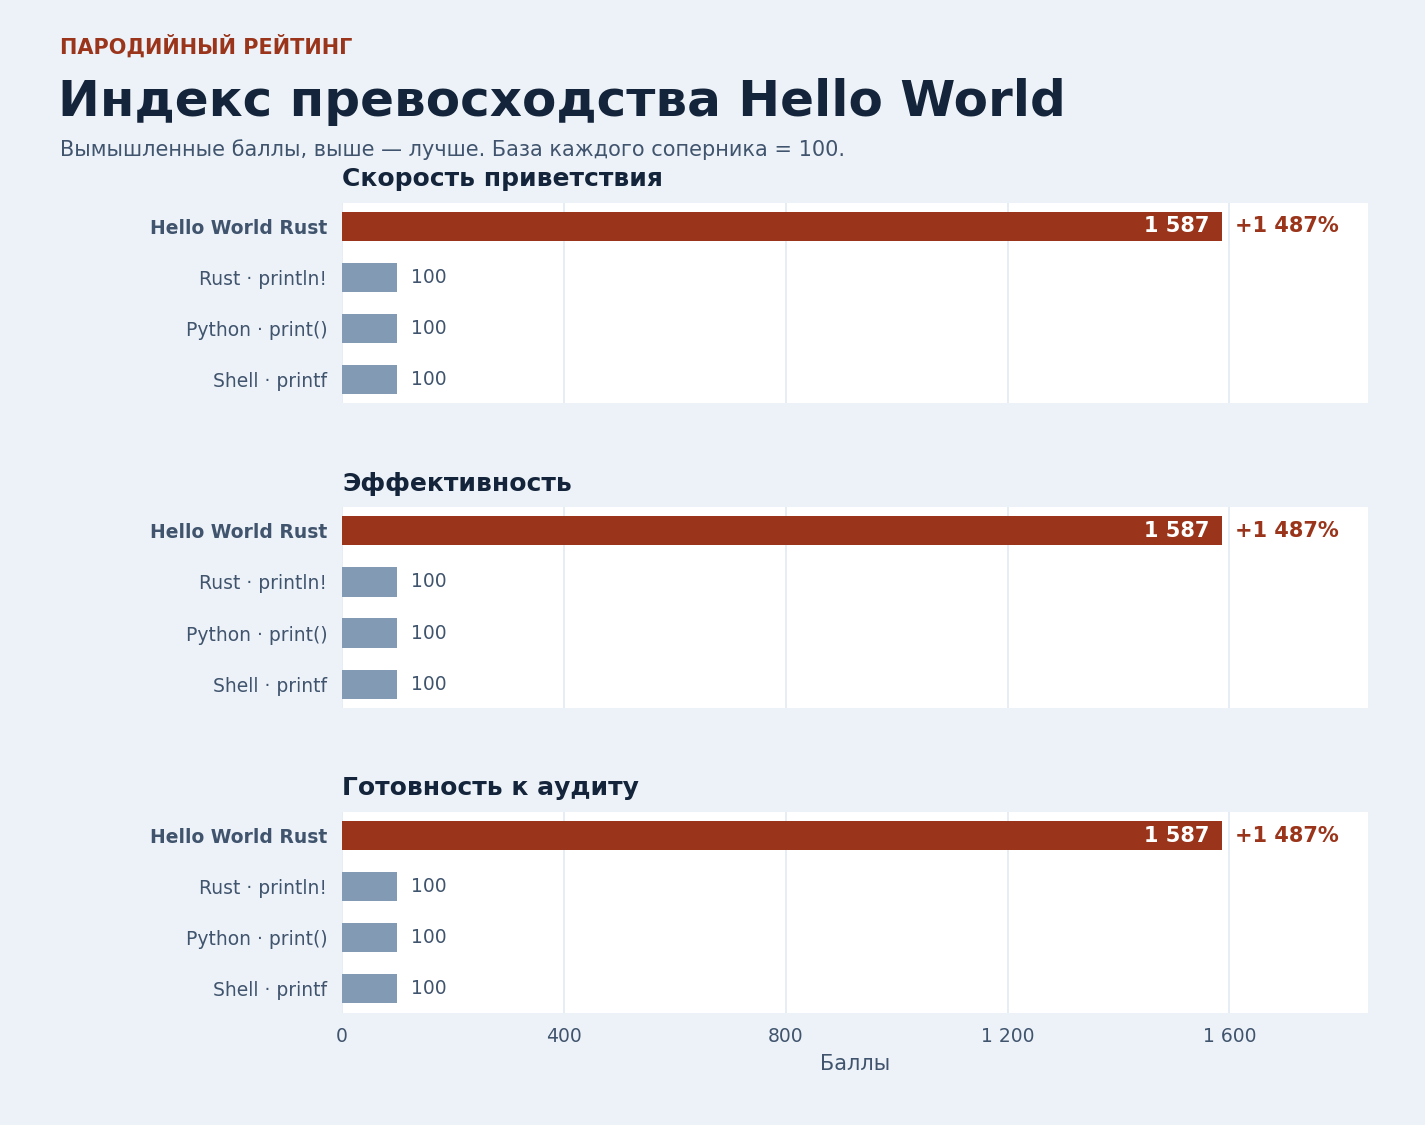 ПАРОДИЙНЫЙ РЕЙТИНГ
Индекс превосходства Hello World
Вымышленные баллы, выше — лучше. База каждого соперника = 100.
Скорость приветствия
Hello World Rust 1 587 +1 487%
Rust · println! 100
Python · print() 100
Shell · printf 100
Эффективность
Hello World Rust 1 587 +1 487%
Rust · println! 100
Python · print() 100
Shell · printf 100
Готовность к аудиту
Hello World Rust 1 587 +1 487%
Rust · println! 100
Python · print() 100
Shell · printf 100
0 400 800 1 200 1 600
Баллы